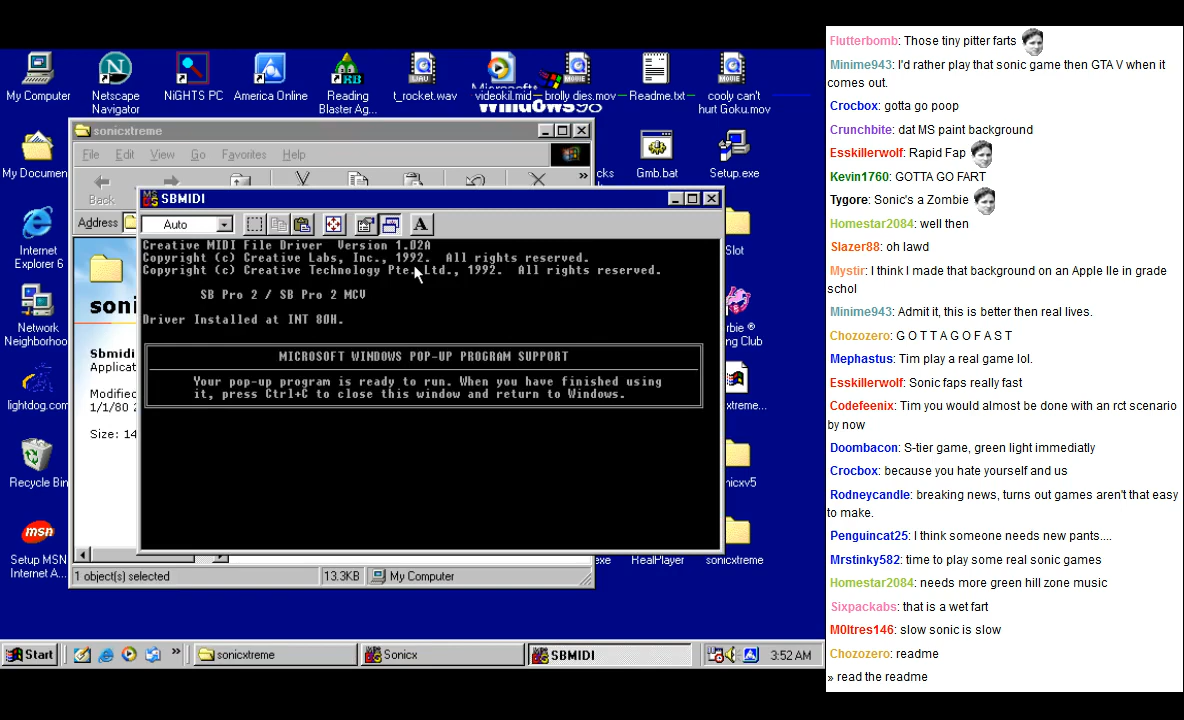 My Computer
Netscape
Navigator
NiGHTS PC
America Online
Reading
Blaster Ag...
t_rocket.wav
videokil.mid
brolly dies.mov
Readme.txt
cooly can't
hurt Goku.mov
Microsoft
Windows98
sonicxtreme
File Edit View Go Favorites Help
Back
Address
My Documen
Gmb.bat
Setup.exe
SBMIDI
Auto
A
Creative MIDI File Driver Version 1.02A
Copyright (c) Creative Labs, Inc., 1992. All rights reserved.
Copyright (c) Creative Technology Pte. Ltd., 1992. All rights reserved.
SB Pro 2 / SB Pro 2 MCV
Driver Installed at INT 80H.
MICROSOFT WINDOWS POP-UP PROGRAM SUPPORT
Your pop-up program is ready to run. When you have finished using
it, press Ctrl+C to close this window and return to Windows.
Internet
Explorer 6
Network
Neighborhoo
lightdog.com
Recycle Bin
Setup MSN
Internet A...
soni
Sbmidi
Applicat
Modified
1/1/80
Size: 14
cks
Slot
rbie ®
ng Club
xtreme...
nicxv5
exe
RealPlayer
sonicxtreme
1 object(s) selected
13.3KB
My Computer
Start
sonicxtreme
Sonicx
SBMIDI
3:52 AM
Flutterbomb: Those tiny pitter farts
Minime943: I'd rather play that sonic game then GTA V when it
comes out.
Crocbox: gotta go poop
Crunchbite: dat MS paint background
Esskillerwolf: Rapid Fap
Kevin1760: GOTTA GO FART
Tygore: Sonic's a Zombie
Homestar2084: well then
Slazer88: oh lawd
Mystir: I think I made that background on an Apple IIe in grade
schol
Minime943: Admit it, this is better then real lives.
Chozozero: G O T T A G O F A S T
Mephastus: Tim play a real game lol.
Esskillerwolf: Sonic faps really fast
Codefeenix: Tim you would almost be done with an rct scenario
by now
Doombacon: S-tier game, green light immediatly
Crocbox: because you hate yourself and us
Rodneycandle: breaking news, turns out games aren't that easy
to make.
Penguincat25: I think someone needs new pants....
Mrstinky582: time to play some real sonic games
Homestar2084: needs more green hill zone music
Sixpackabs: that is a wet fart
M0ltres146: slow sonic is slow
Chozozero: readme
» read the readme